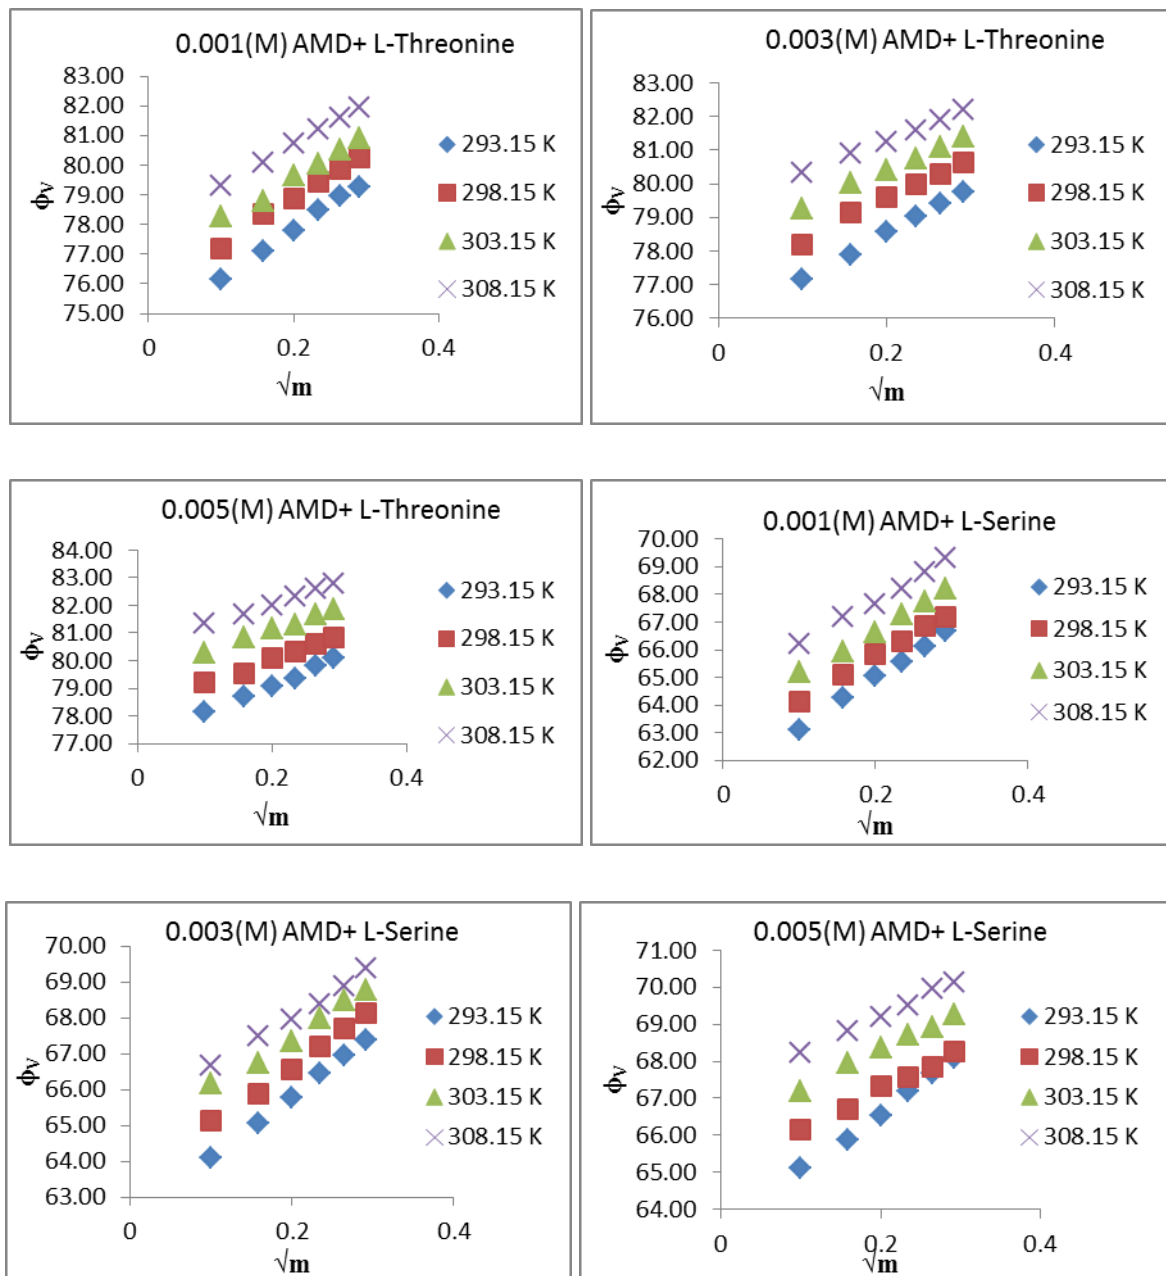 0.001(M) AMD+ L-Threonine
83.00
82.00
81.00
80.00
79.00
78.00
77.00
76.00
75.00
ϕV
0
0.2
0.4
√m
293.15 K
298.15 K
303.15 K
308.15 K
0.003(M) AMD+ L-Threonine
83.00
82.00
81.00
80.00
79.00
78.00
77.00
76.00
ϕV
0
0.2
0.4
√m
293.15 K
298.15 K
303.15 K
308.15 K
0.005(M) AMD+ L-Threonine
84.00
83.00
82.00
81.00
80.00
79.00
78.00
77.00
ϕV
0
0.2
0.4
√m
293.15 K
298.15 K
303.15 K
308.15 K
0.001(M) AMD+ L-Serine
70.00
69.00
68.00
67.00
66.00
65.00
64.00
63.00
62.00
ϕV
0
0.2
0.4
√m
293.15 K
298.15 K
303.15 K
308.15 K
0.003(M) AMD+ L-Serine
70.00
69.00
68.00
67.00
66.00
65.00
64.00
63.00
ϕV
0
0.2
0.4
√m
293.15 K
298.15 K
303.15 K
308.15 K
0.005(M) AMD+ L-Serine
71.00
70.00
69.00
68.00
67.00
66.00
65.00
64.00
ϕV
0
0.2
0.4
√m
293.15 K
298.15 K
303.15 K
308.15 K